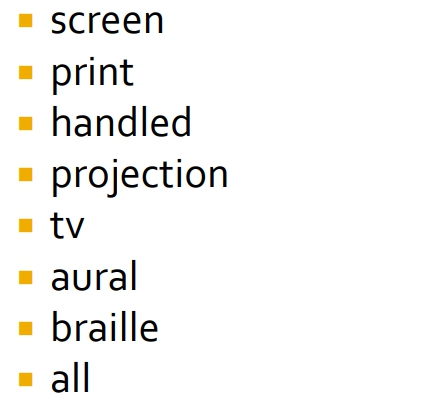 screen
print
handled
projection
tv
aural
braille
all